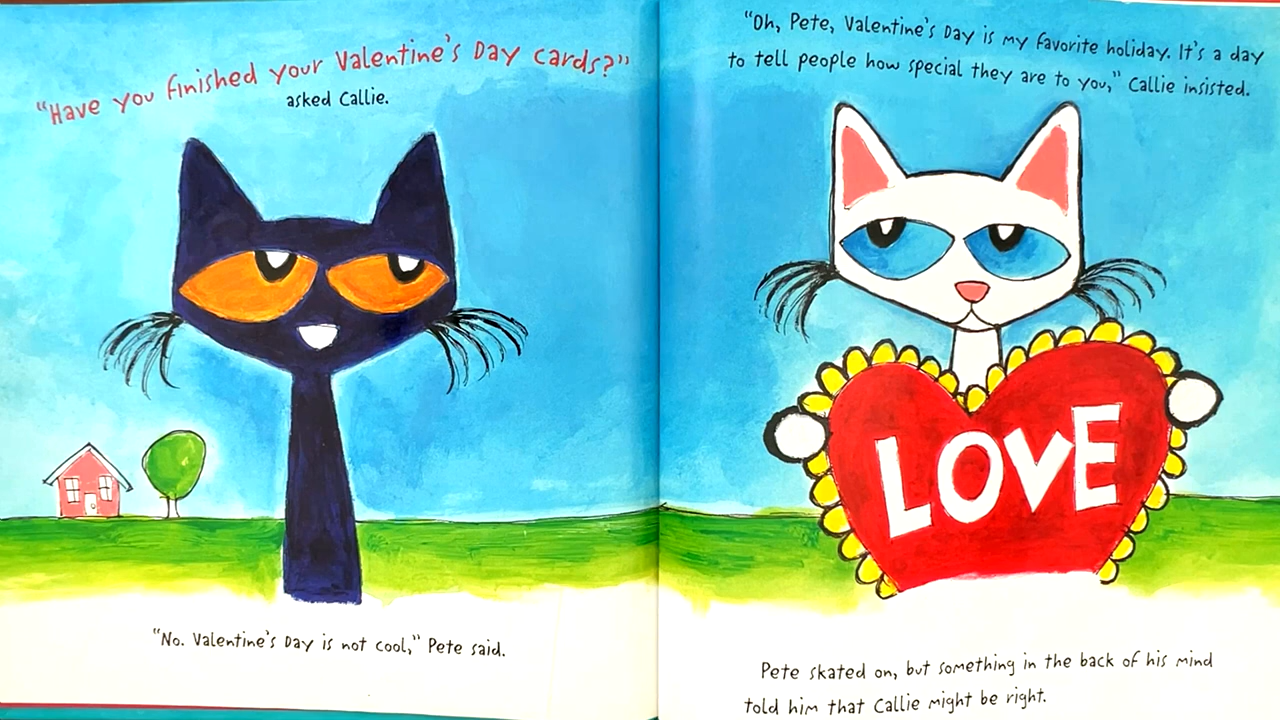 "Have you finished your Valentine's Day cards?"
asked Callie.
"No. Valentine's Day is not cool," Pete said.
"Oh, Pete, Valentine's Day is my favorite holiday. It's a day
to tell people how special they are to you," Callie insisted.
LOVE
Pete skated on, but something in the back of his mind
told him that Callie might be right.